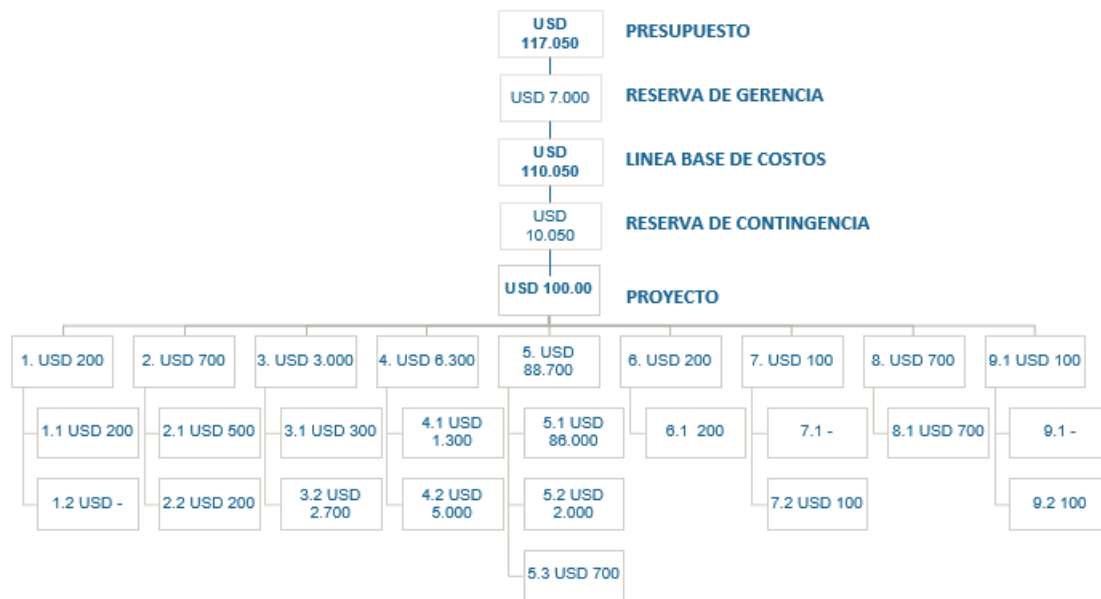 USD
117.050
PRESUPUESTO
USD 7.000
RESERVA DE GERENCIA
USD
110.050
LINEA BASE DE COSTOS
USD
10.050
RESERVA DE CONTINGENCIA
USD 100.00
PROYECTO
1. USD 200
2. USD 700
3. USD 3.000
4. USD 6.300
5. USD
88.700
6. USD 200
7. USD 100
8. USD 700
9.1 USD 100
1.1 USD 200
2.1 USD 500
3.1 USD 300
4.1 USD
1.300
5.1 USD
86.000
6.1 200
7.1 -
8.1 USD 700
9.1 -
1.2 USD -
2.2 USD 200
3.2 USD
2.700
4.2 USD
5.000
5.2 USD
2.000
7.2 USD 100
9.2 100
5.3 USD 700